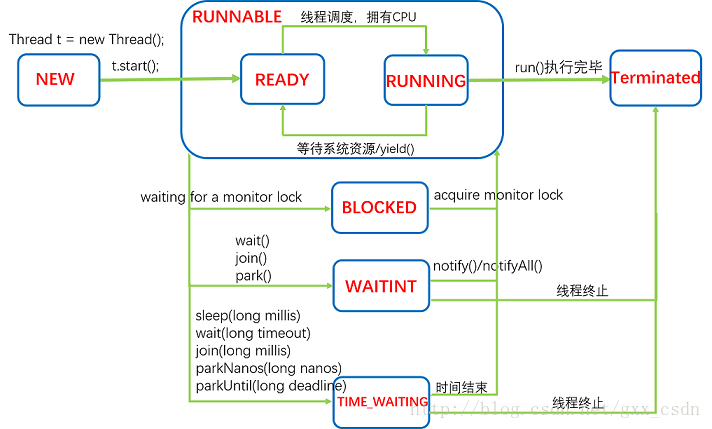 RUNNABLE
线程调度，拥有CPU
Thread t = new Thread();
t.start();
NEW
READY
RUNNING
run()执行完毕
Terminated
等待系统资源/yield()
waiting for a monitor lock
BLOCKED
acquire monitor lock
wait()
join()
park()
WAITINT
notify()/notifyAll()
线程终止
sleep(long millis)
wait(long timeout)
join(long millis)
parkNanos(long nanos)
parkUntil(long deadline)
TIME_WAITING
时间结束
线程终止
http://blog.csdn.net/gxx_csdn